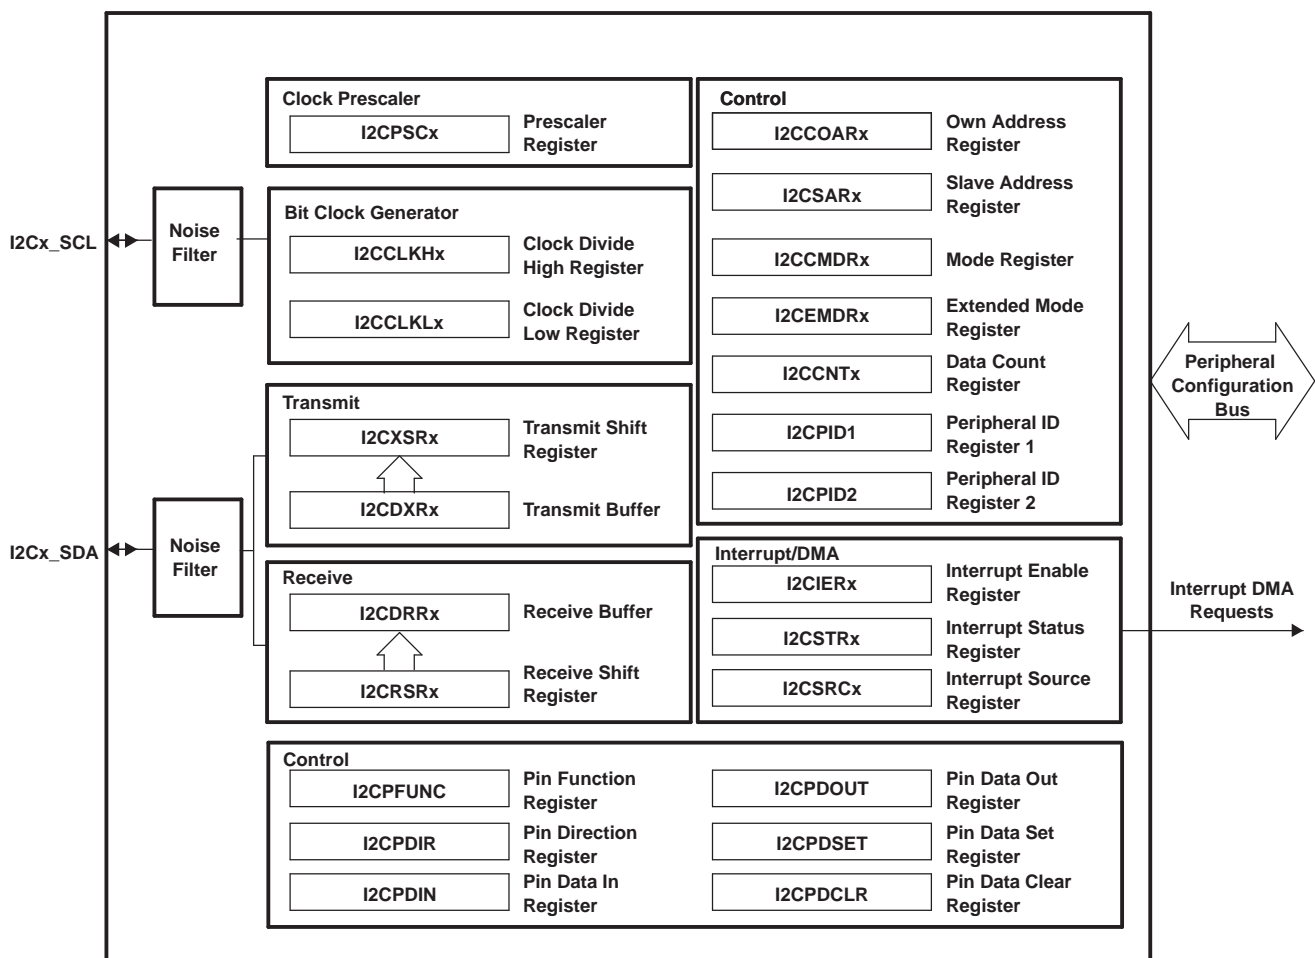 Clock Prescaler
I2CPSCx
Prescaler
Register
Control
I2CCOARx
Own Address
Register
I2CSARx
Slave Address
Register
I2CCMDRx
Mode Register
I2CEMDRx
Extended Mode
Register
I2CCNTx
Data Count
Register
I2CPID1
Peripheral ID
Register 1
I2CPID2
Peripheral ID
Register 2
I2Cx_SCL
Noise
Filter
Bit Clock Generator
I2CCLKHx
Clock Divide
High Register
I2CCLKLx
Clock Divide
Low Register
Peripheral
Configuration
Bus
Transmit
I2CXSRx
Transmit Shift
Register
I2CDXRx
Transmit Buffer
I2Cx_SDA
Noise
Filter
Receive
I2CDRRx
Receive Buffer
I2CRSRx
Receive Shift
Register
Interrupt/DMA
I2CIERx
Interrupt Enable
Register
I2CSTRx
Interrupt Status
Register
I2CSRCx
Interrupt Source
Register
Interrupt DMA
Requests
Control
I2CPFUNC
Pin Function
Register
I2CPDIR
Pin Direction
Register
I2CPDIN
Pin Data In
Register
I2CPDOUT
Pin Data Out
Register
I2CPDSET
Pin Data Set
Register
I2CPDCLR
Pin Data Clear
Register